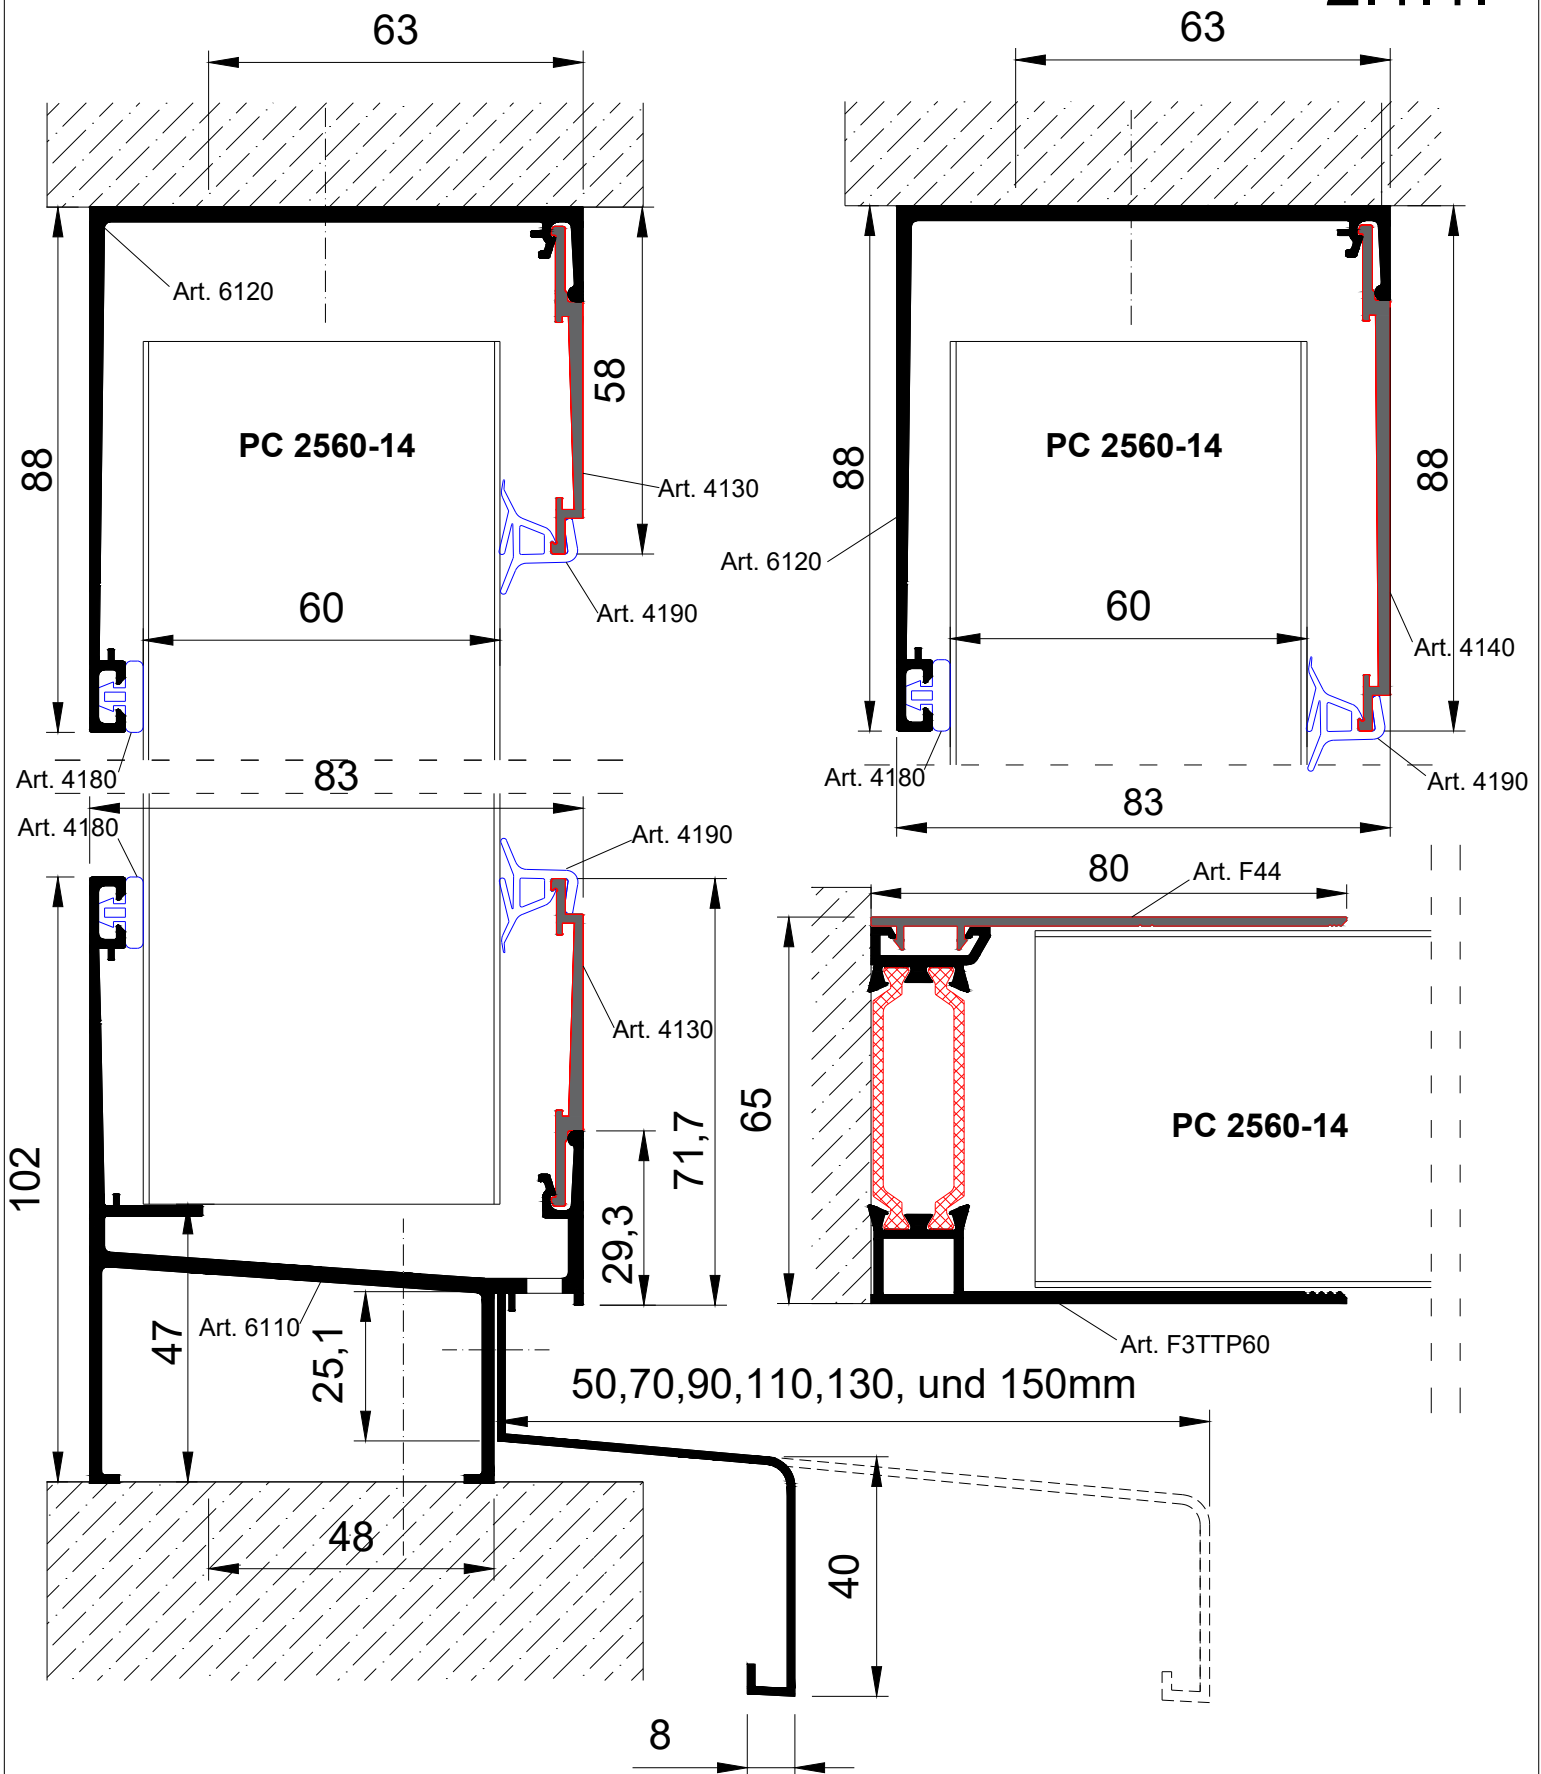 63
63
Art. 6120
PC 2560-14
58
88
Art. 4130
Art. 4190
60
Art. 4180
83
PC 2560-14
88
88
Art. 6120
60
Art. 4140
Art. 4180
Art. 4190
83
Art. 4180
Art. 4190
Art. 4130
71,7
29,3
102
47
Art. 6110
25,1
48
50,70,90,110,130, und 150mm
40
8
80
Art. F44
65
PC 2560-14
Art. F3TTP60